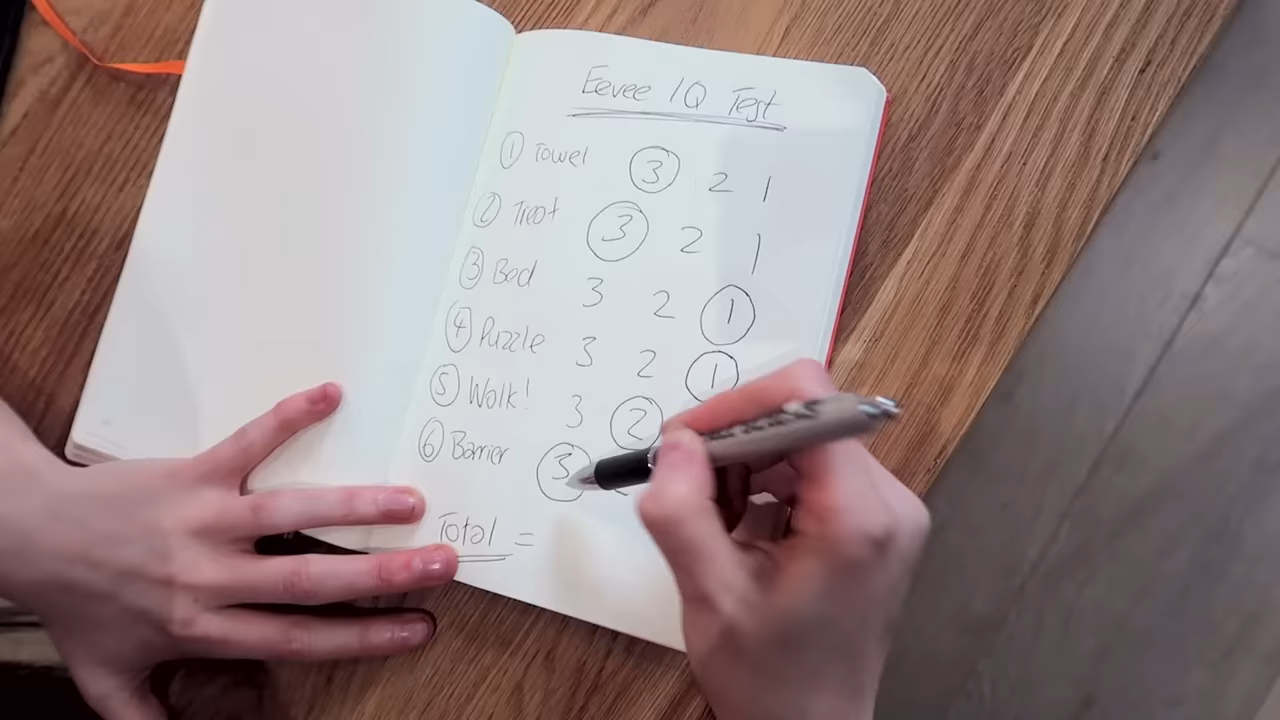 Eevee IQ Test
1 Towel 3 2 1
2 Treat 3 2 1
3 Bed 3 2 1
4 Puzzle 3 2 1
5 Walk! 3 2
6 Barrier 3
Total =